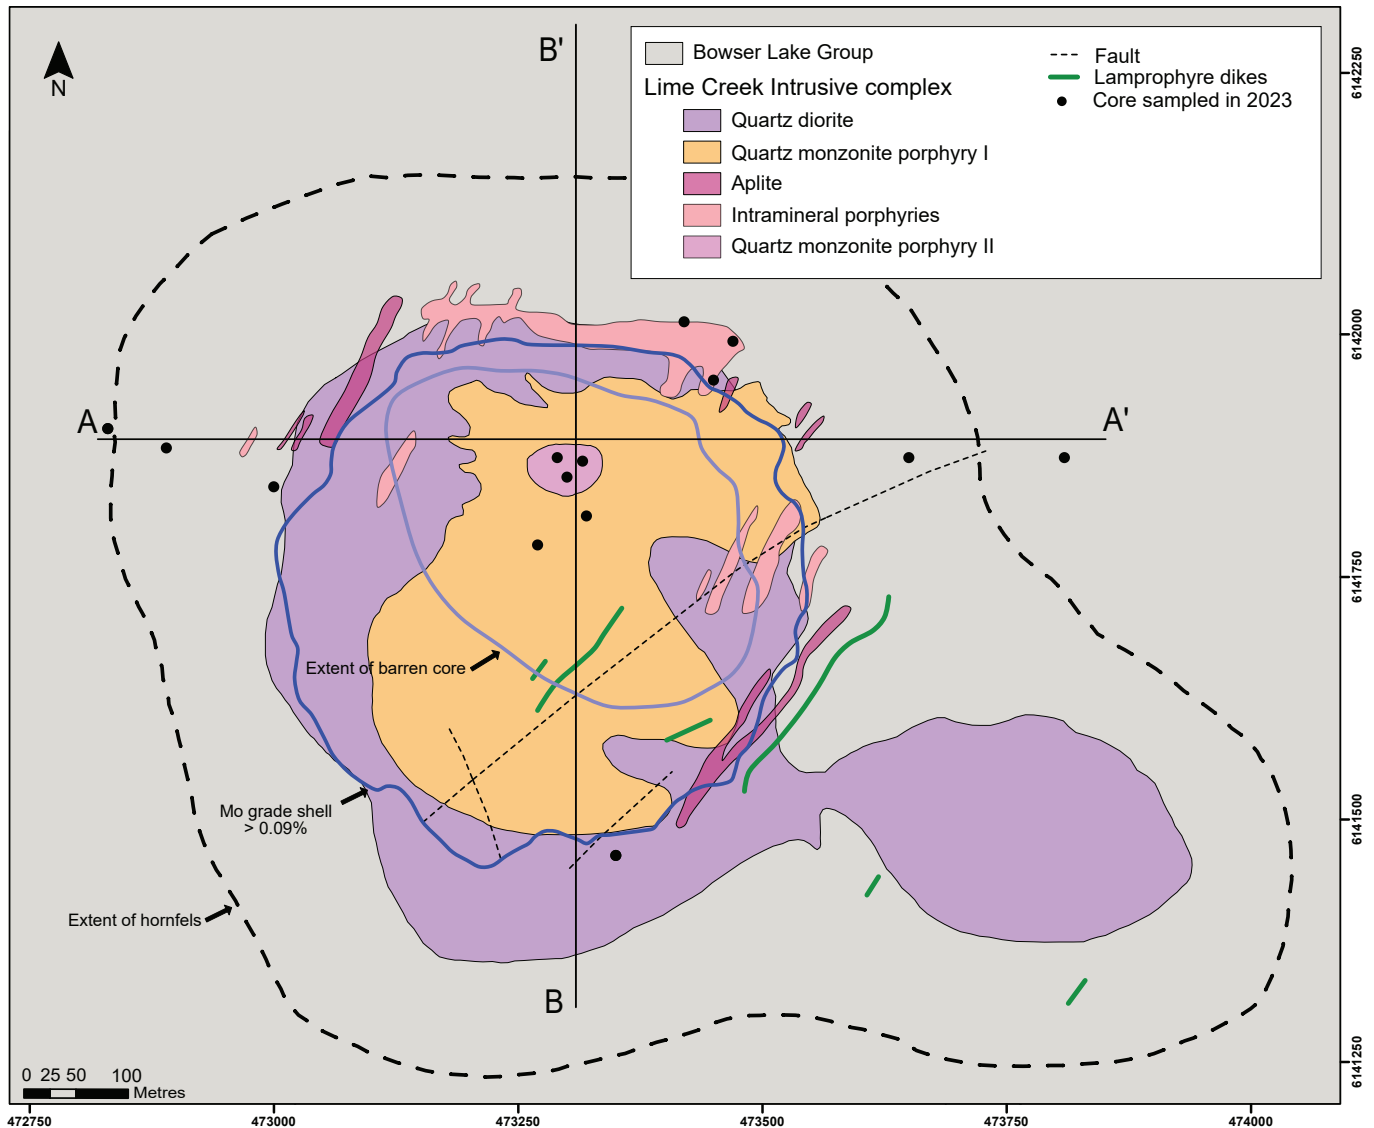 B'
N
Bowser Lake Group
Lime Creek Intrusive complex
Quartz diorite
Quartz monzonite porphyry I
Aplite
Intramineral porphyries
Quartz monzonite porphyry II
Fault
Lamprophyre dikes
Core sampled in 2023
6142250
6142000
6141750
6141500
6141250
A
A'
Extent of barren core
Mo grade shell
> 0.09%
Extent of hornfels
B
0 25 50 100
Metres
472750
473000
473250
473500
473750
474000